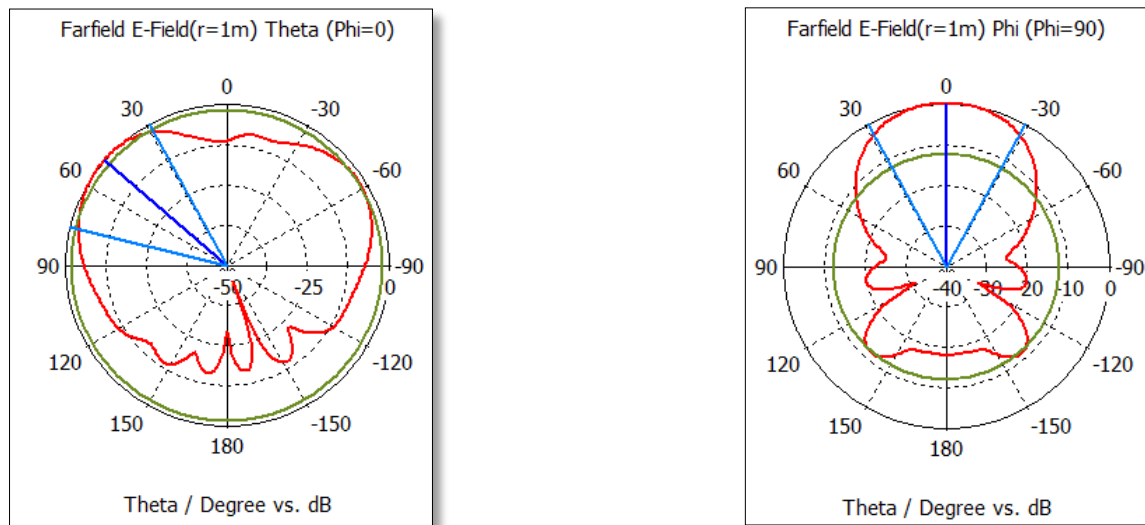 Farfield E-Field(r=1m) Theta (Phi=0)
0
30 -30
60 -60
90 -90
-50 -25 0
120 -120
150 -150
180
Theta / Degree vs. dB
Farfield E-Field(r=1m) Phi (Phi=90)
0
30 -30
60 -60
90 -90
-40 -30 -20 -10 0
120 -120
150 -150
180
Theta / Degree vs. dB